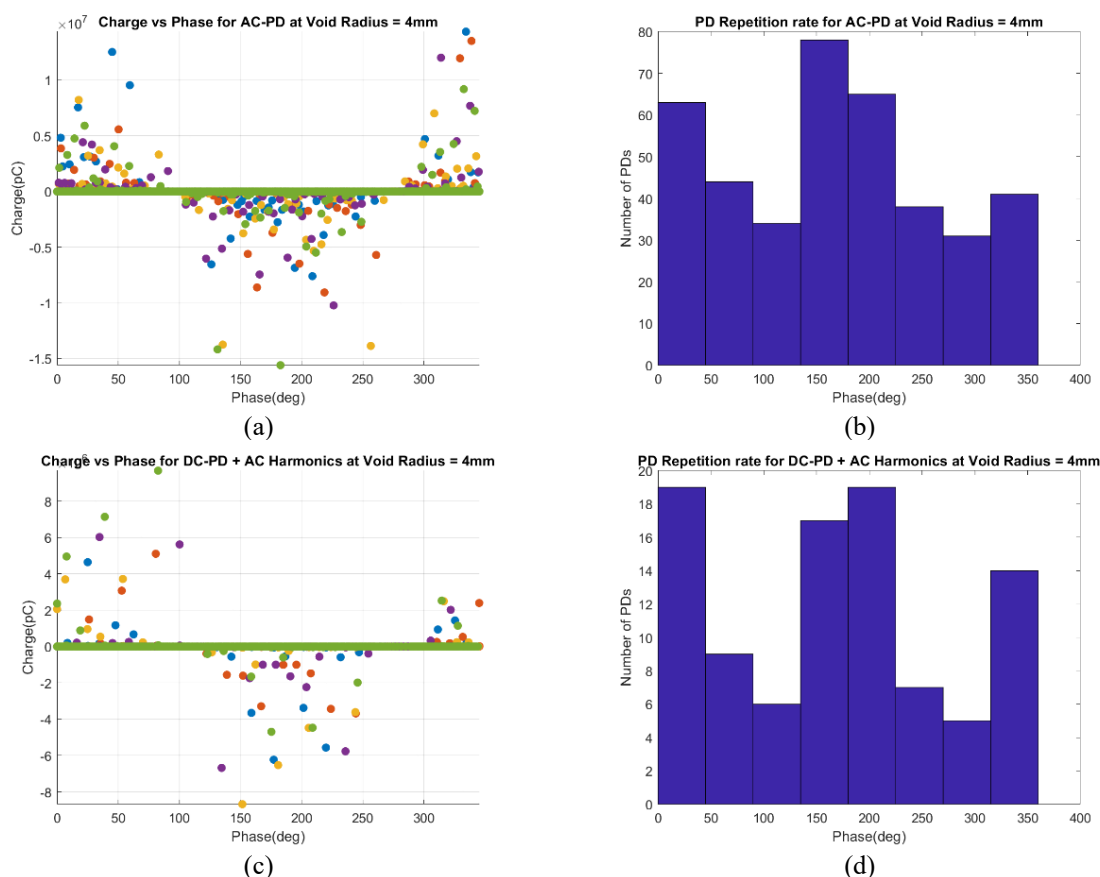 Charge vs Phase for AC-PD at Void Radius = 4mm
×10⁷
1
0.5
0
-0.5
-1
-1.5
Charge(pC)
0 50 100 150 200 250 300
Phase(deg)
(a)
PD Repetition rate for AC-PD at Void Radius = 4mm
80
70
60
50
40
30
20
10
0
Number of PDs
0 50 100 150 200 250 300 350 400
Phase(deg)
(b)
Charge vs Phase for DC-PD + AC Harmonics at Void Radius = 4mm
8
6
4
2
0
-2
-4
-6
-8
Charge(pC)
0 50 100 150 200 250 300
Phase(deg)
(c)
PD Repetition rate for DC-PD + AC Harmonics at Void Radius = 4mm
20
18
16
14
12
10
8
6
4
2
0
Number of PDs
0 50 100 150 200 250 300 350 400
Phase(deg)
(d)